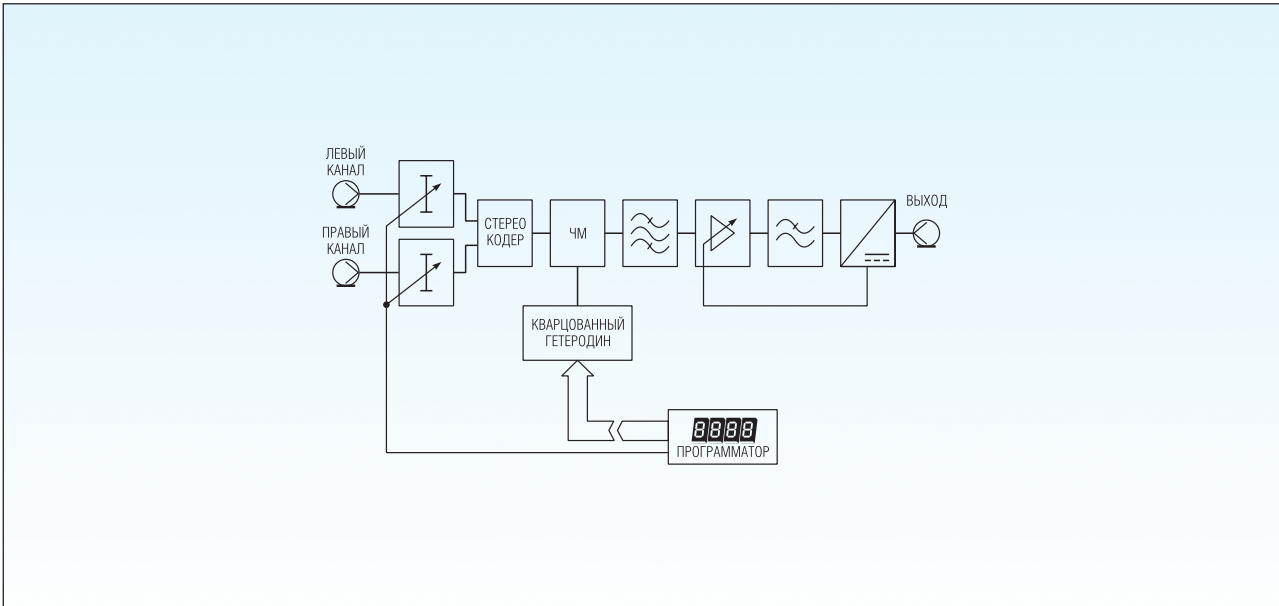 ЛЕВЫЙ
КАНАЛ
ПРАВЫЙ
КАНАЛ
СТЕРЕО
КОДЕР
ЧМ
ВЫХОД
КВАРЦОВАННЫЙ
ГЕТЕРОДИН
8888
ПРОГРАММАТОР